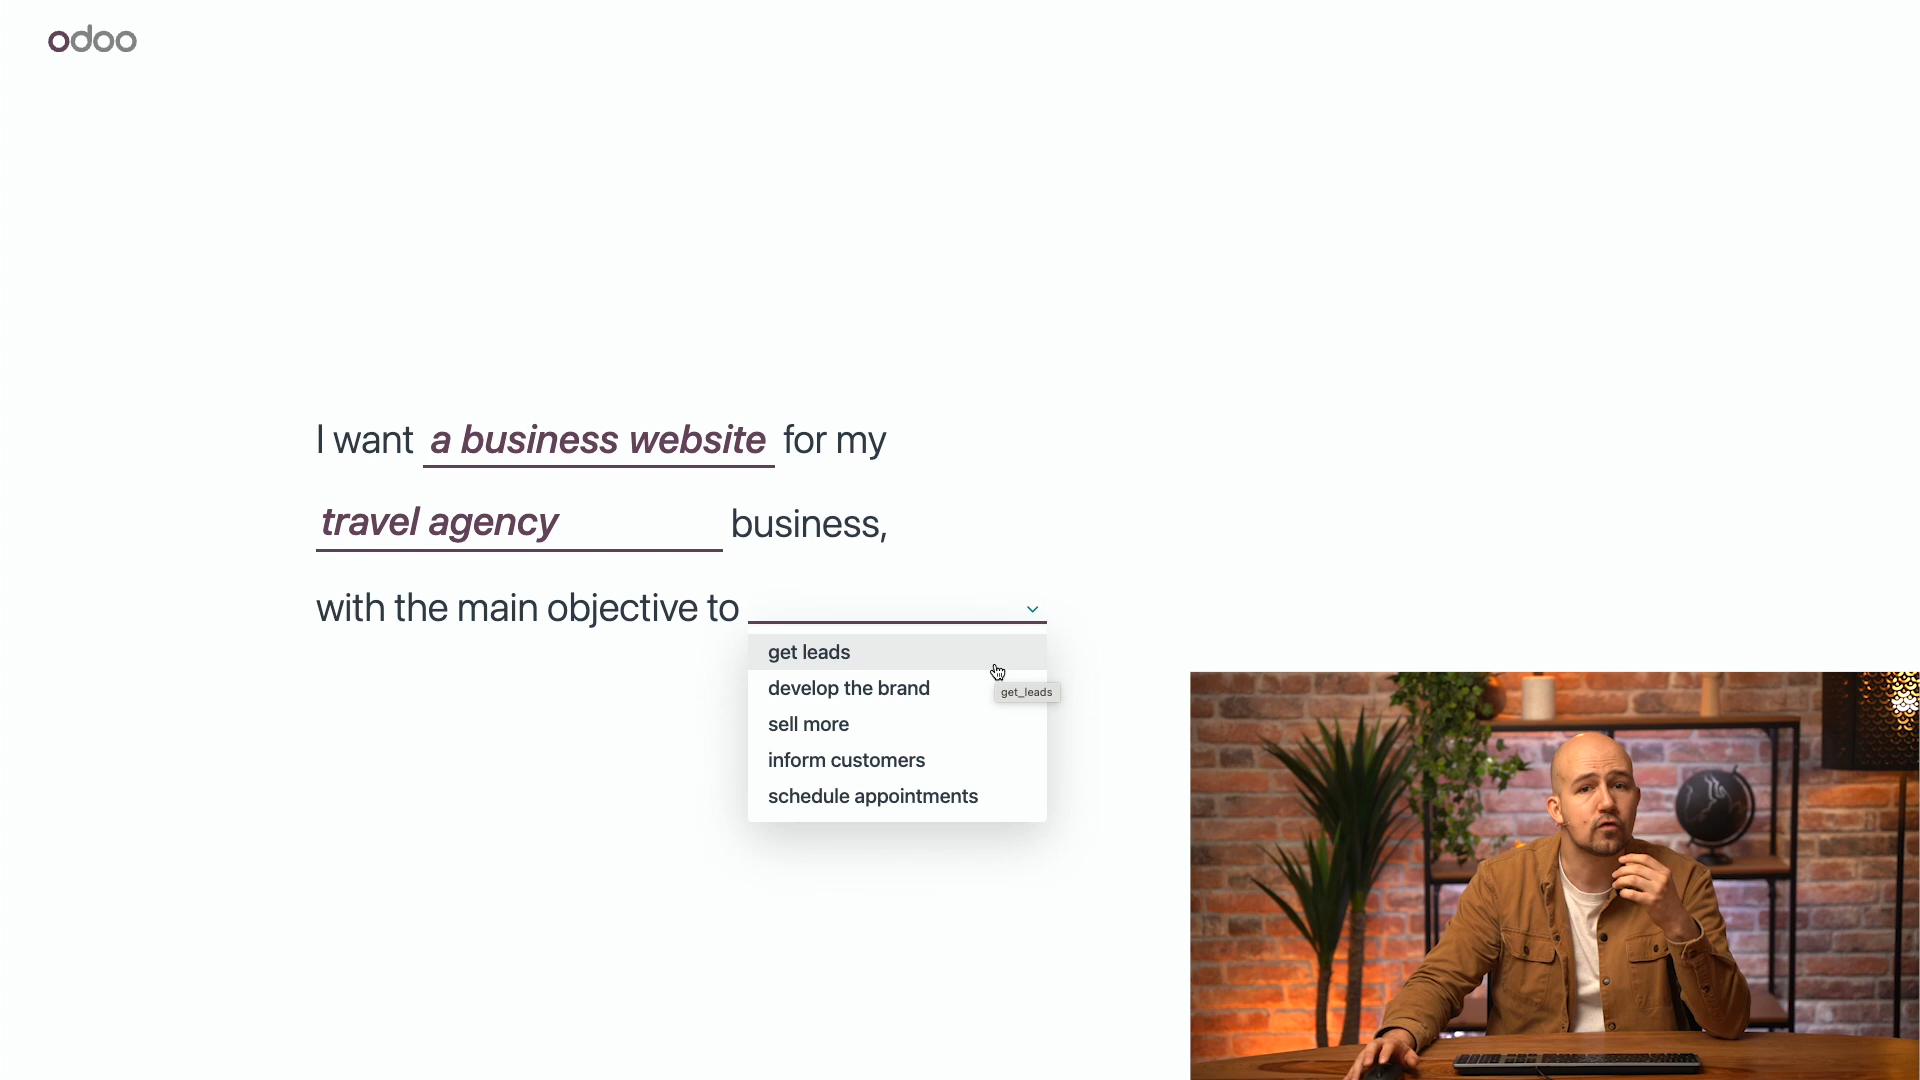 odoo
I want a business website for my
travel agency business,
with the main objective to
get leads
get_leads
develop the brand
sell more
inform customers
schedule appointments